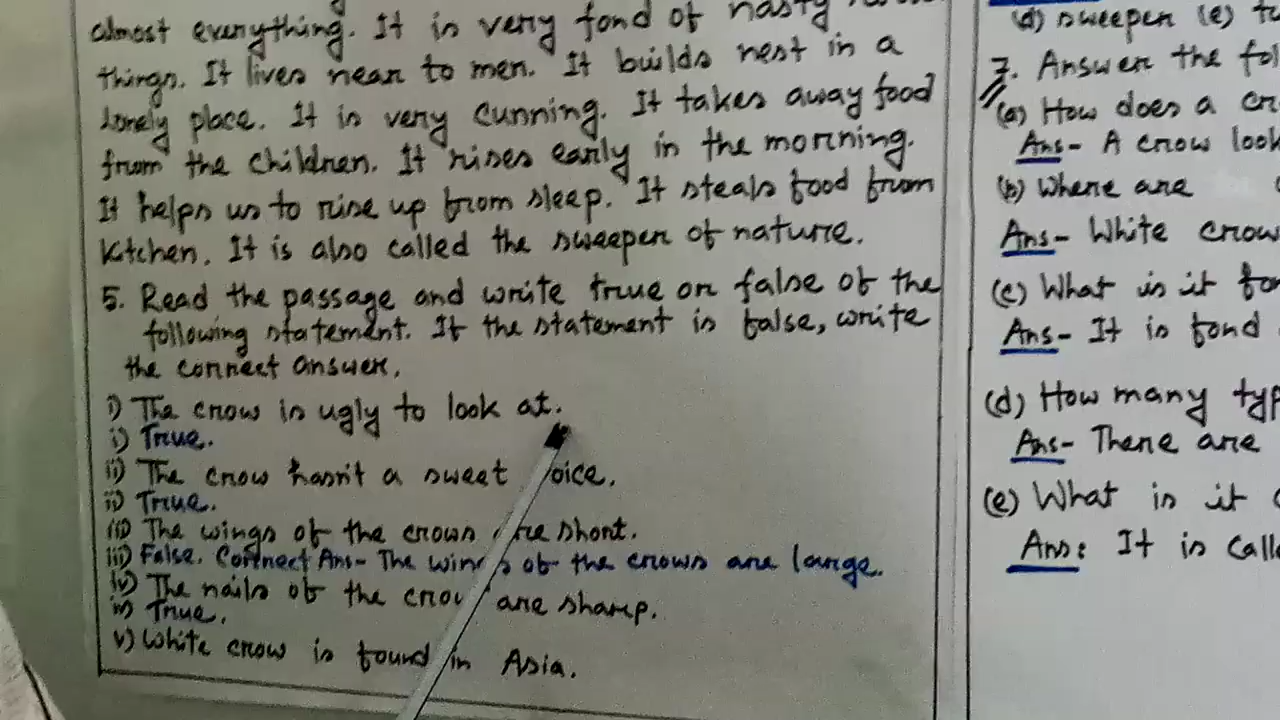 almost everything. It is very fond of nasty
things. It lives near to men. It builds nest in a
lonely place. It is very cunning. It takes away food
from the children. It rises early in the morning.
It helps us to rise up from sleep. It steals food from
kitchen. It is also called the sweeper of nature.
5. Read the passage and write true or false of the
following statement. If the statement is false, write
the correct answer.
i) The crow is ugly to look at.
i) True.
ii) The crow hasn't a sweet voice.
ii) True.
iii) The wings of the crows are short.
iii) False. Correct Ans- The wings of the crows are large.
iv) The nails of the crow are sharp.
iv) True.
v) White crow is found in Asia.
(d) sweeper (e)
7. Answer the
(a) How does a
Ans- A crow look
(b) Where are
Ans- White crow
(c) What is it
Ans- It is fond
(d) How many
Ans- There are
(e) What is it
Ans: It is